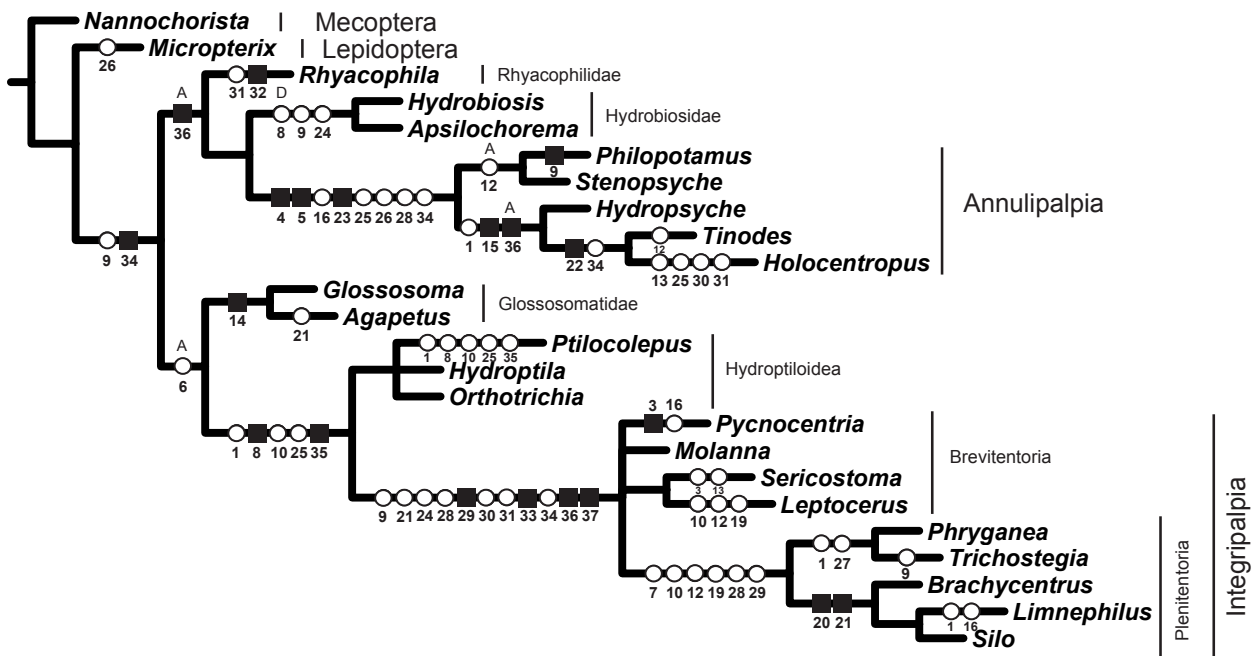 Nannochorista | Mecoptera
26 Micropterix | Lepidoptera
31 32 Rhyacophila | Rhyacophilidae
A
36
D
8 9 24
Hydrobiosis
Apsilochorema
Hydrobiosidae
4 5 16 23 25 26 28 34
A
12
9 Philopotamus
Stenopsyche
A
1 15 36
Hydropsyche
22 34
12 Tinodes
13 25 30 31 Holocentropus
Annulipalpia
9 34
A
6
14
Glossosoma
21 Agapetus
Glossosomatidae
1 8 10 25 35
1 8 10 25 35 Ptilocolepus
Hydroptila
Orthotrichia
Hydroptiloidea
9 21 24 28 29 30 31 33 34 36 37
3 16 Pycnocentria
Molanna
3 13 Sericostoma
10 12 19 Leptocerus
Brevitentoria
7 10 12 19 28 29
1 27
Phryganea
9 Trichostegia
20 21
Brachycentrus
1 16 Limnephilus
Silo
Plenitentoria
Integripalpia